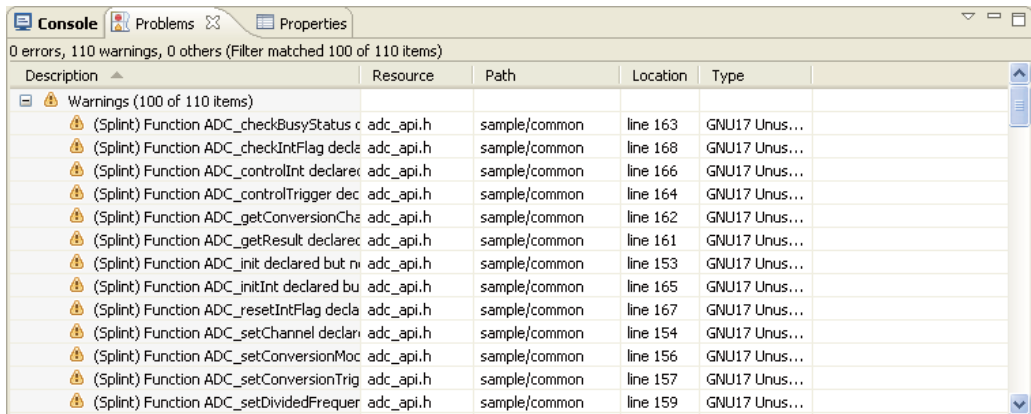 Console Problems Properties
0 errors, 110 warnings, 0 others (Filter matched 100 of 110 items)
Description Resource Path Location Type
Warnings (100 of 110 items)
(Splint) Function ADC_checkBusyStatus c adc_api.h sample/common line 163 GNU17 Unus...
(Splint) Function ADC_checkIntFlag decla adc_api.h sample/common line 168 GNU17 Unus...
(Splint) Function ADC_controlInt declared adc_api.h sample/common line 166 GNU17 Unus...
(Splint) Function ADC_controlTrigger dec adc_api.h sample/common line 164 GNU17 Unus...
(Splint) Function ADC_getConversionCha adc_api.h sample/common line 162 GNU17 Unus...
(Splint) Function ADC_getResult declared adc_api.h sample/common line 161 GNU17 Unus...
(Splint) Function ADC_init declared but n adc_api.h sample/common line 153 GNU17 Unus...
(Splint) Function ADC_initInt declared bu adc_api.h sample/common line 165 GNU17 Unus...
(Splint) Function ADC_resetIntFlag decla adc_api.h sample/common line 167 GNU17 Unus...
(Splint) Function ADC_setChannel declar adc_api.h sample/common line 154 GNU17 Unus...
(Splint) Function ADC_setConversionMoc adc_api.h sample/common line 156 GNU17 Unus...
(Splint) Function ADC_setConversionTrig adc_api.h sample/common line 157 GNU17 Unus...
(Splint) Function ADC_setDividedFrequer adc_api.h sample/common line 159 GNU17 Unus...